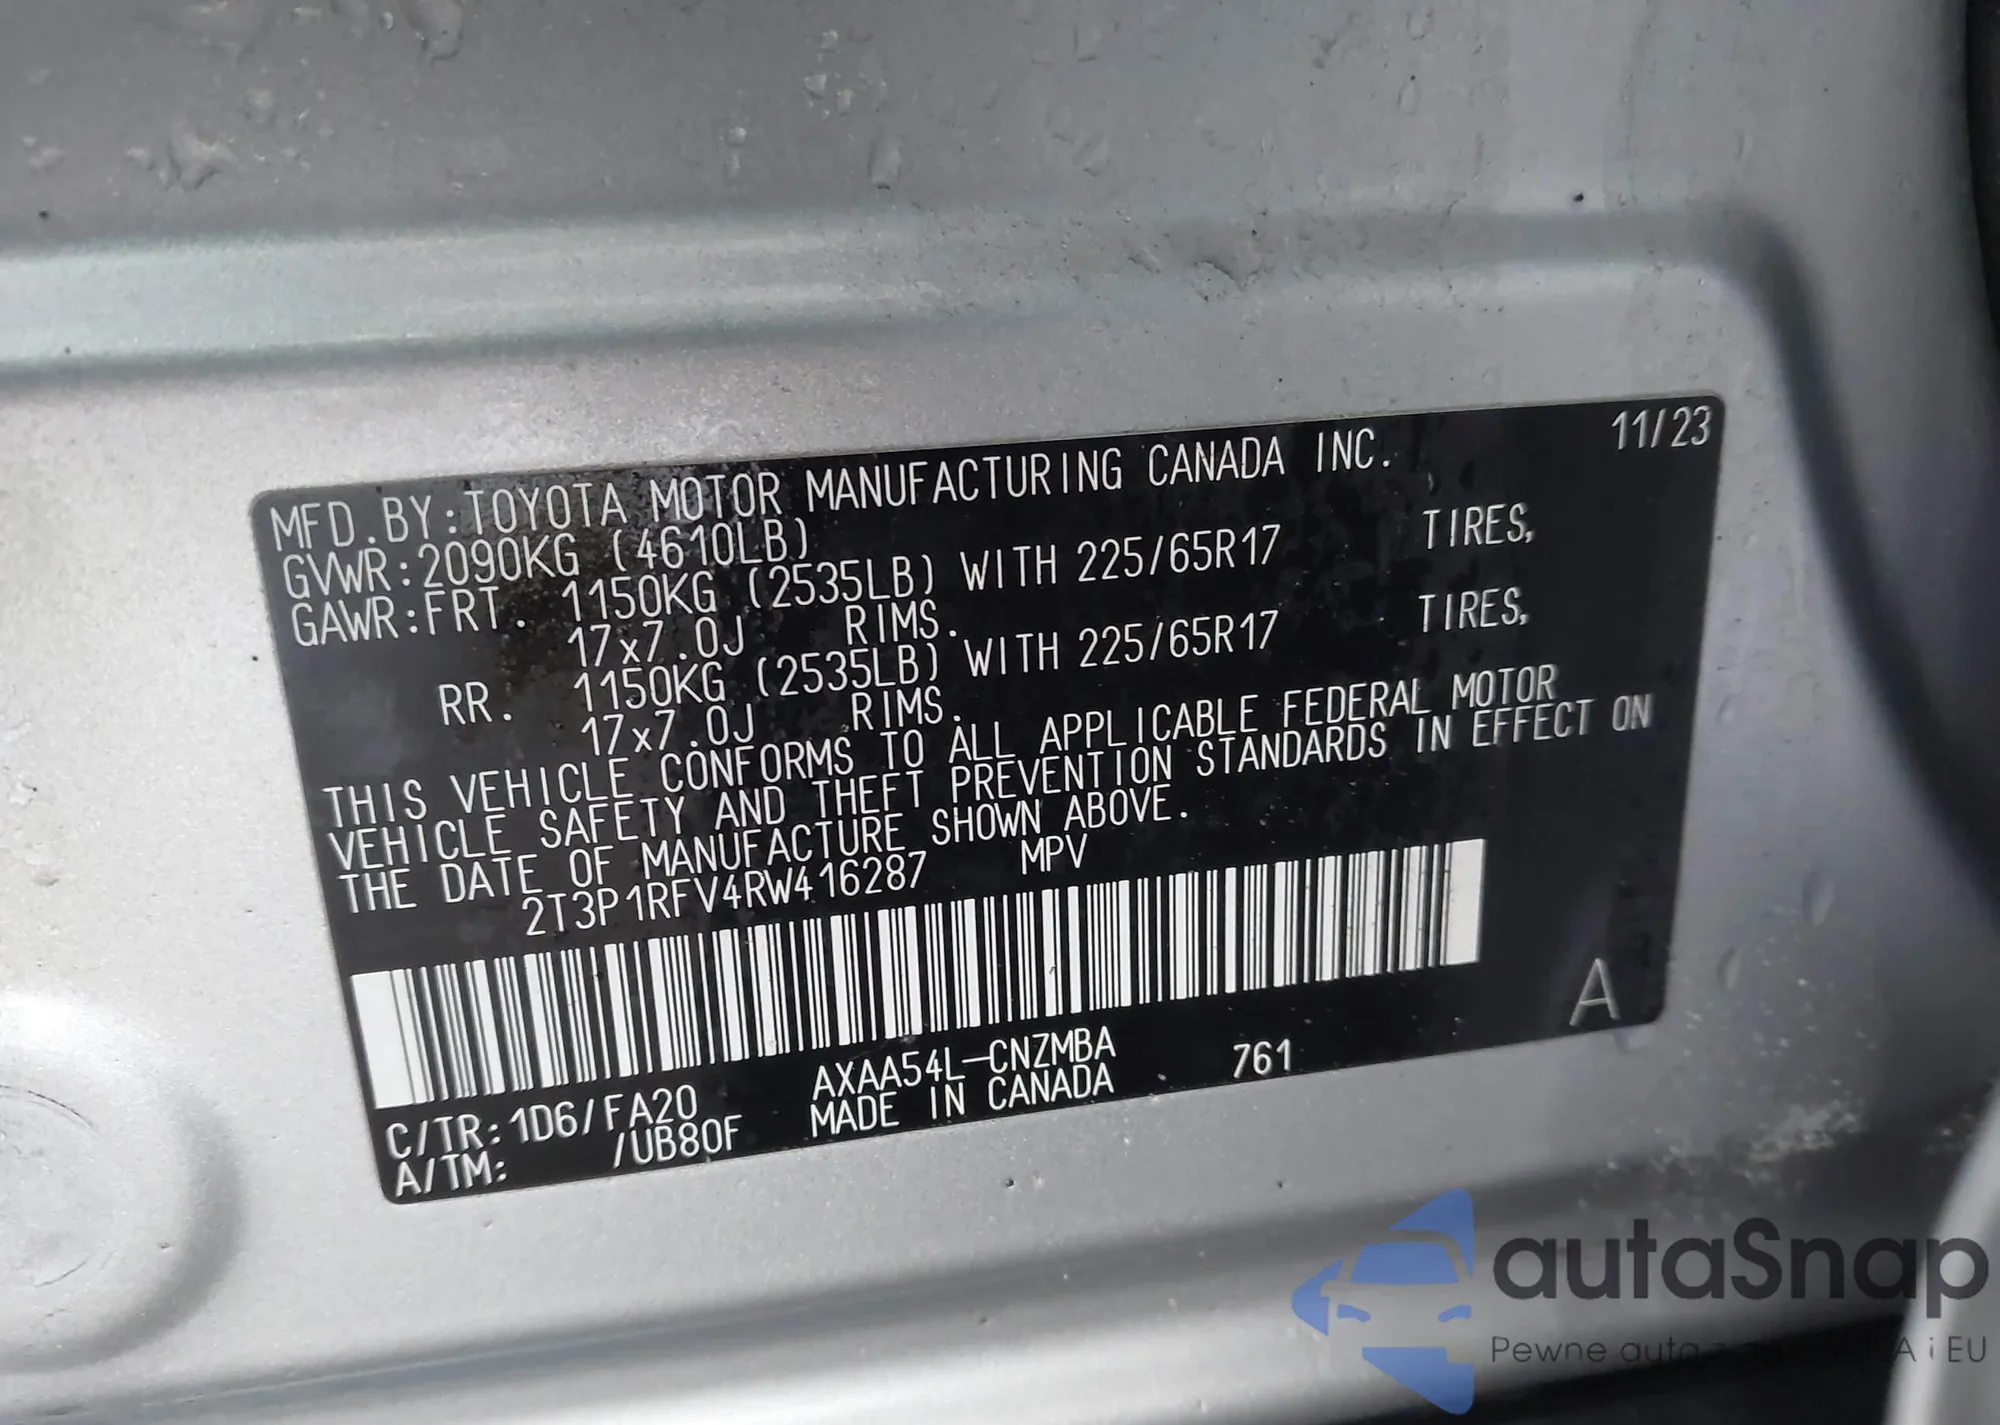 MFD.BY:TOYOTA MOTOR MANUFACTURING CANADA INC. 11/23
GVWR:2090KG (4610LB)
GAWR:FRT. 1150KG (2535LB) WITH 225/65R17 TIRES,
17x7.0J RIMS.
RR. 1150KG (2535LB) WITH 225/65R17 TIRES,
17x7.0J RIMS.
THIS VEHICLE CONFORMS TO ALL APPLICABLE FEDERAL MOTOR
VEHICLE SAFETY AND THEFT PREVENTION STANDARDS IN EFFECT ON
THE DATE OF MANUFACTURE SHOWN ABOVE.
2T3P1RFV4RW416287 MPV
A
C/TR:1D6/FA20 AXAA54L-CNZMBA 761
A/TM: /UB80F MADE IN CANADA
autaSnap
Pewne auta i EU